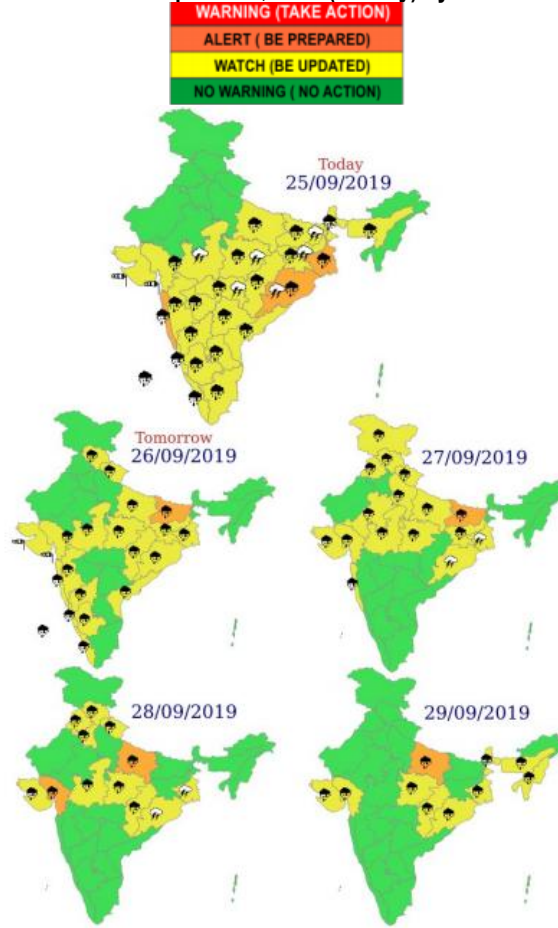 WARNING (TAKE ACTION)
ALERT ( BE PREPARED)
WATCH (BE UPDATED)
NO WARNING ( NO ACTION)
Today
25/09/2019
Tomorrow
26/09/2019
27/09/2019
28/09/2019
29/09/2019